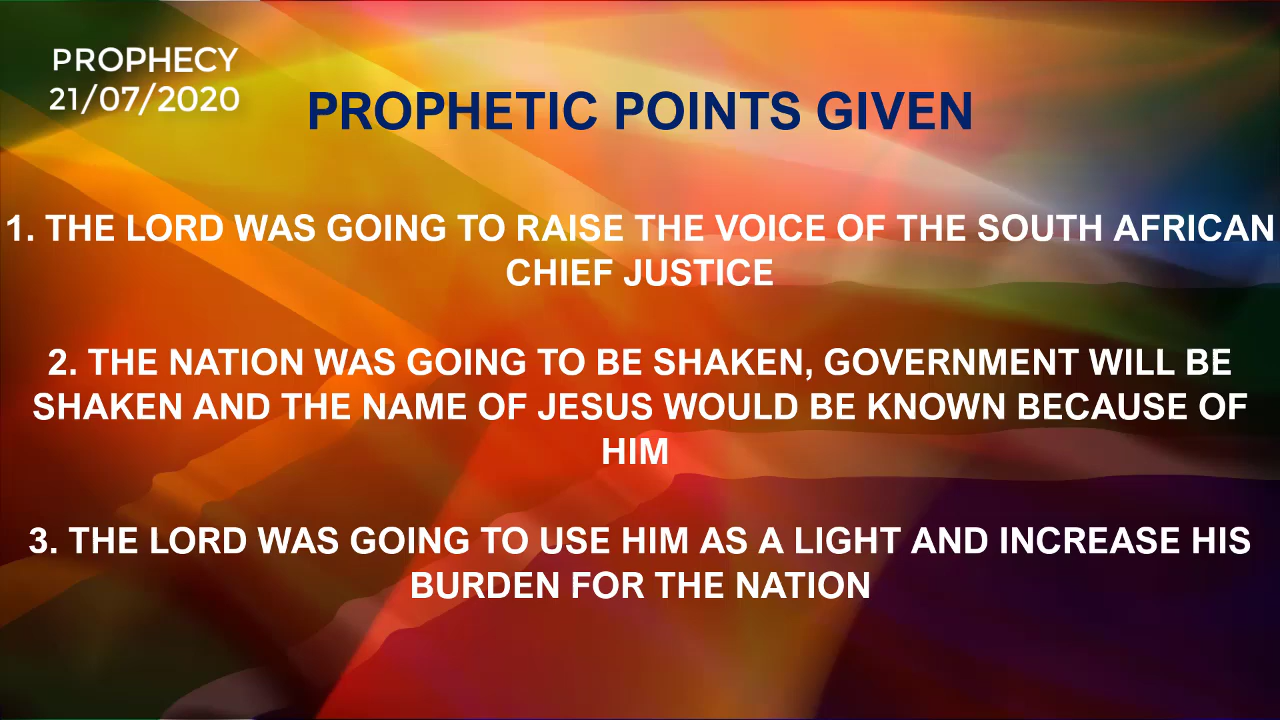 PROPHECY
21/07/2020
PROPHETIC POINTS GIVEN
1. THE LORD WAS GOING TO RAISE THE VOICE OF THE SOUTH AFRICAN
CHIEF JUSTICE
2. THE NATION WAS GOING TO BE SHAKEN, GOVERNMENT WILL BE
SHAKEN AND THE NAME OF JESUS WOULD BE KNOWN BECAUSE OF
HIM
3. THE LORD WAS GOING TO USE HIM AS A LIGHT AND INCREASE HIS
BURDEN FOR THE NATION